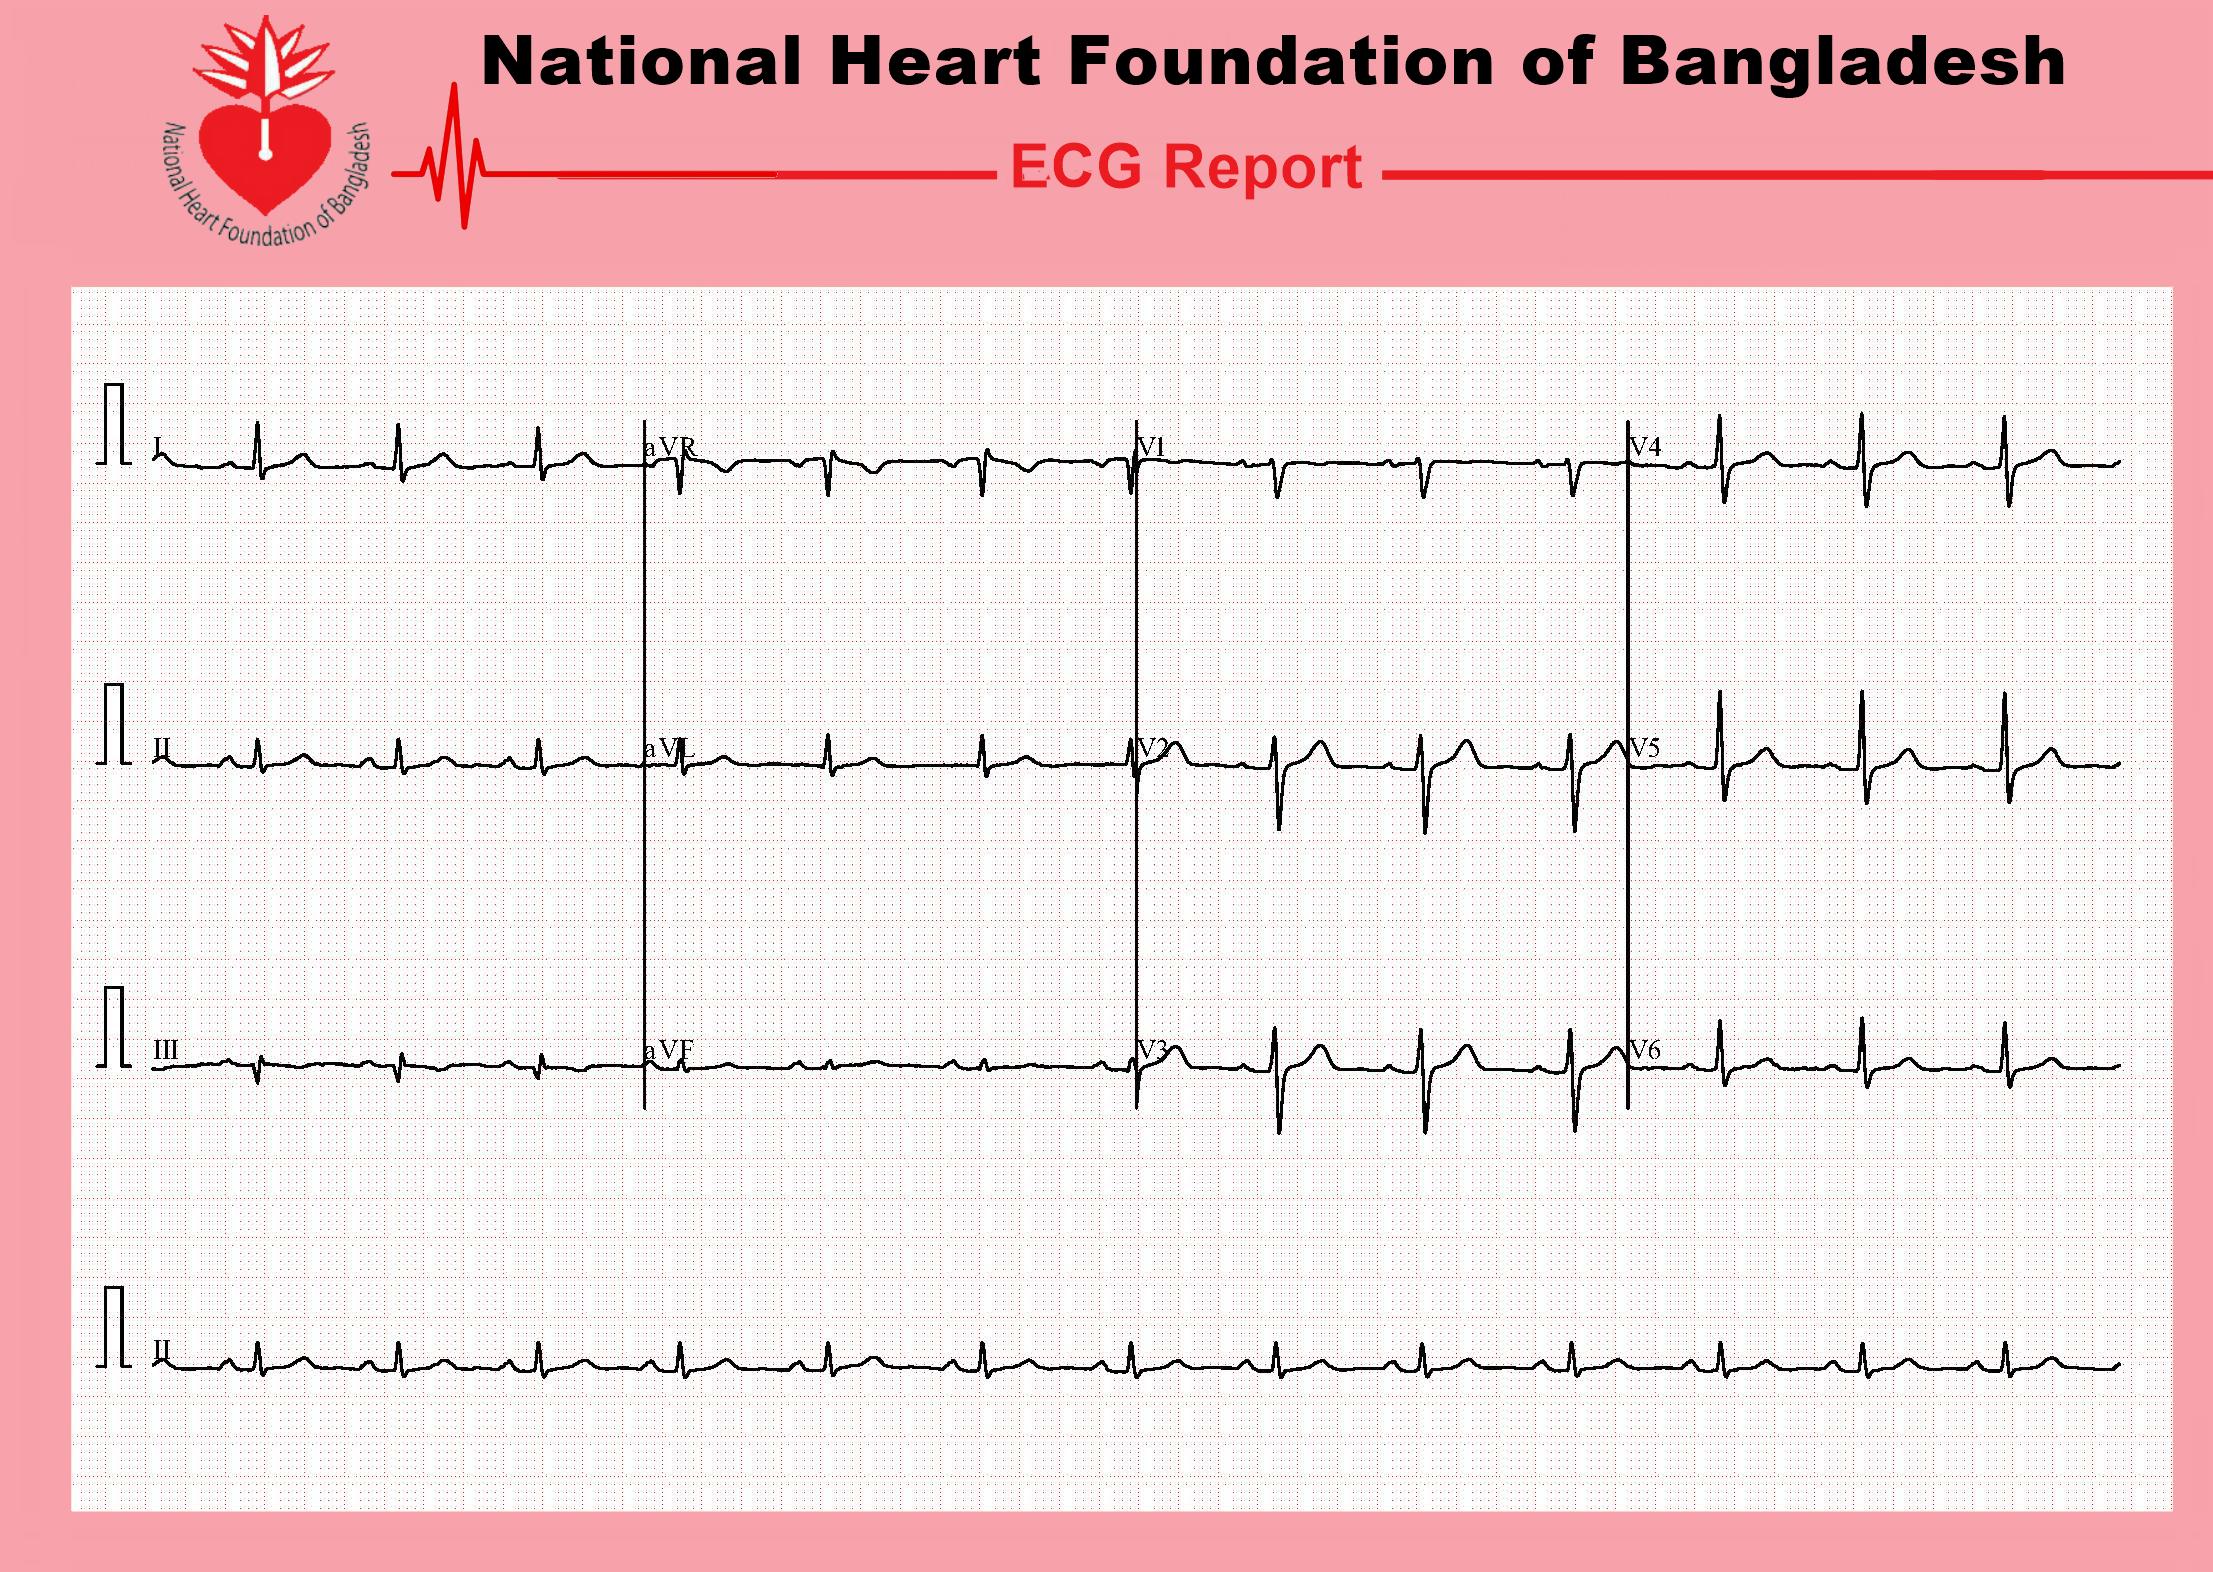 National Heart Foundation of Bangladesh
National Heart Foundation of Bangladesh
ECG Report
I aVR V1 V4
II aVL V2 V5
III aVF V3 V6
II